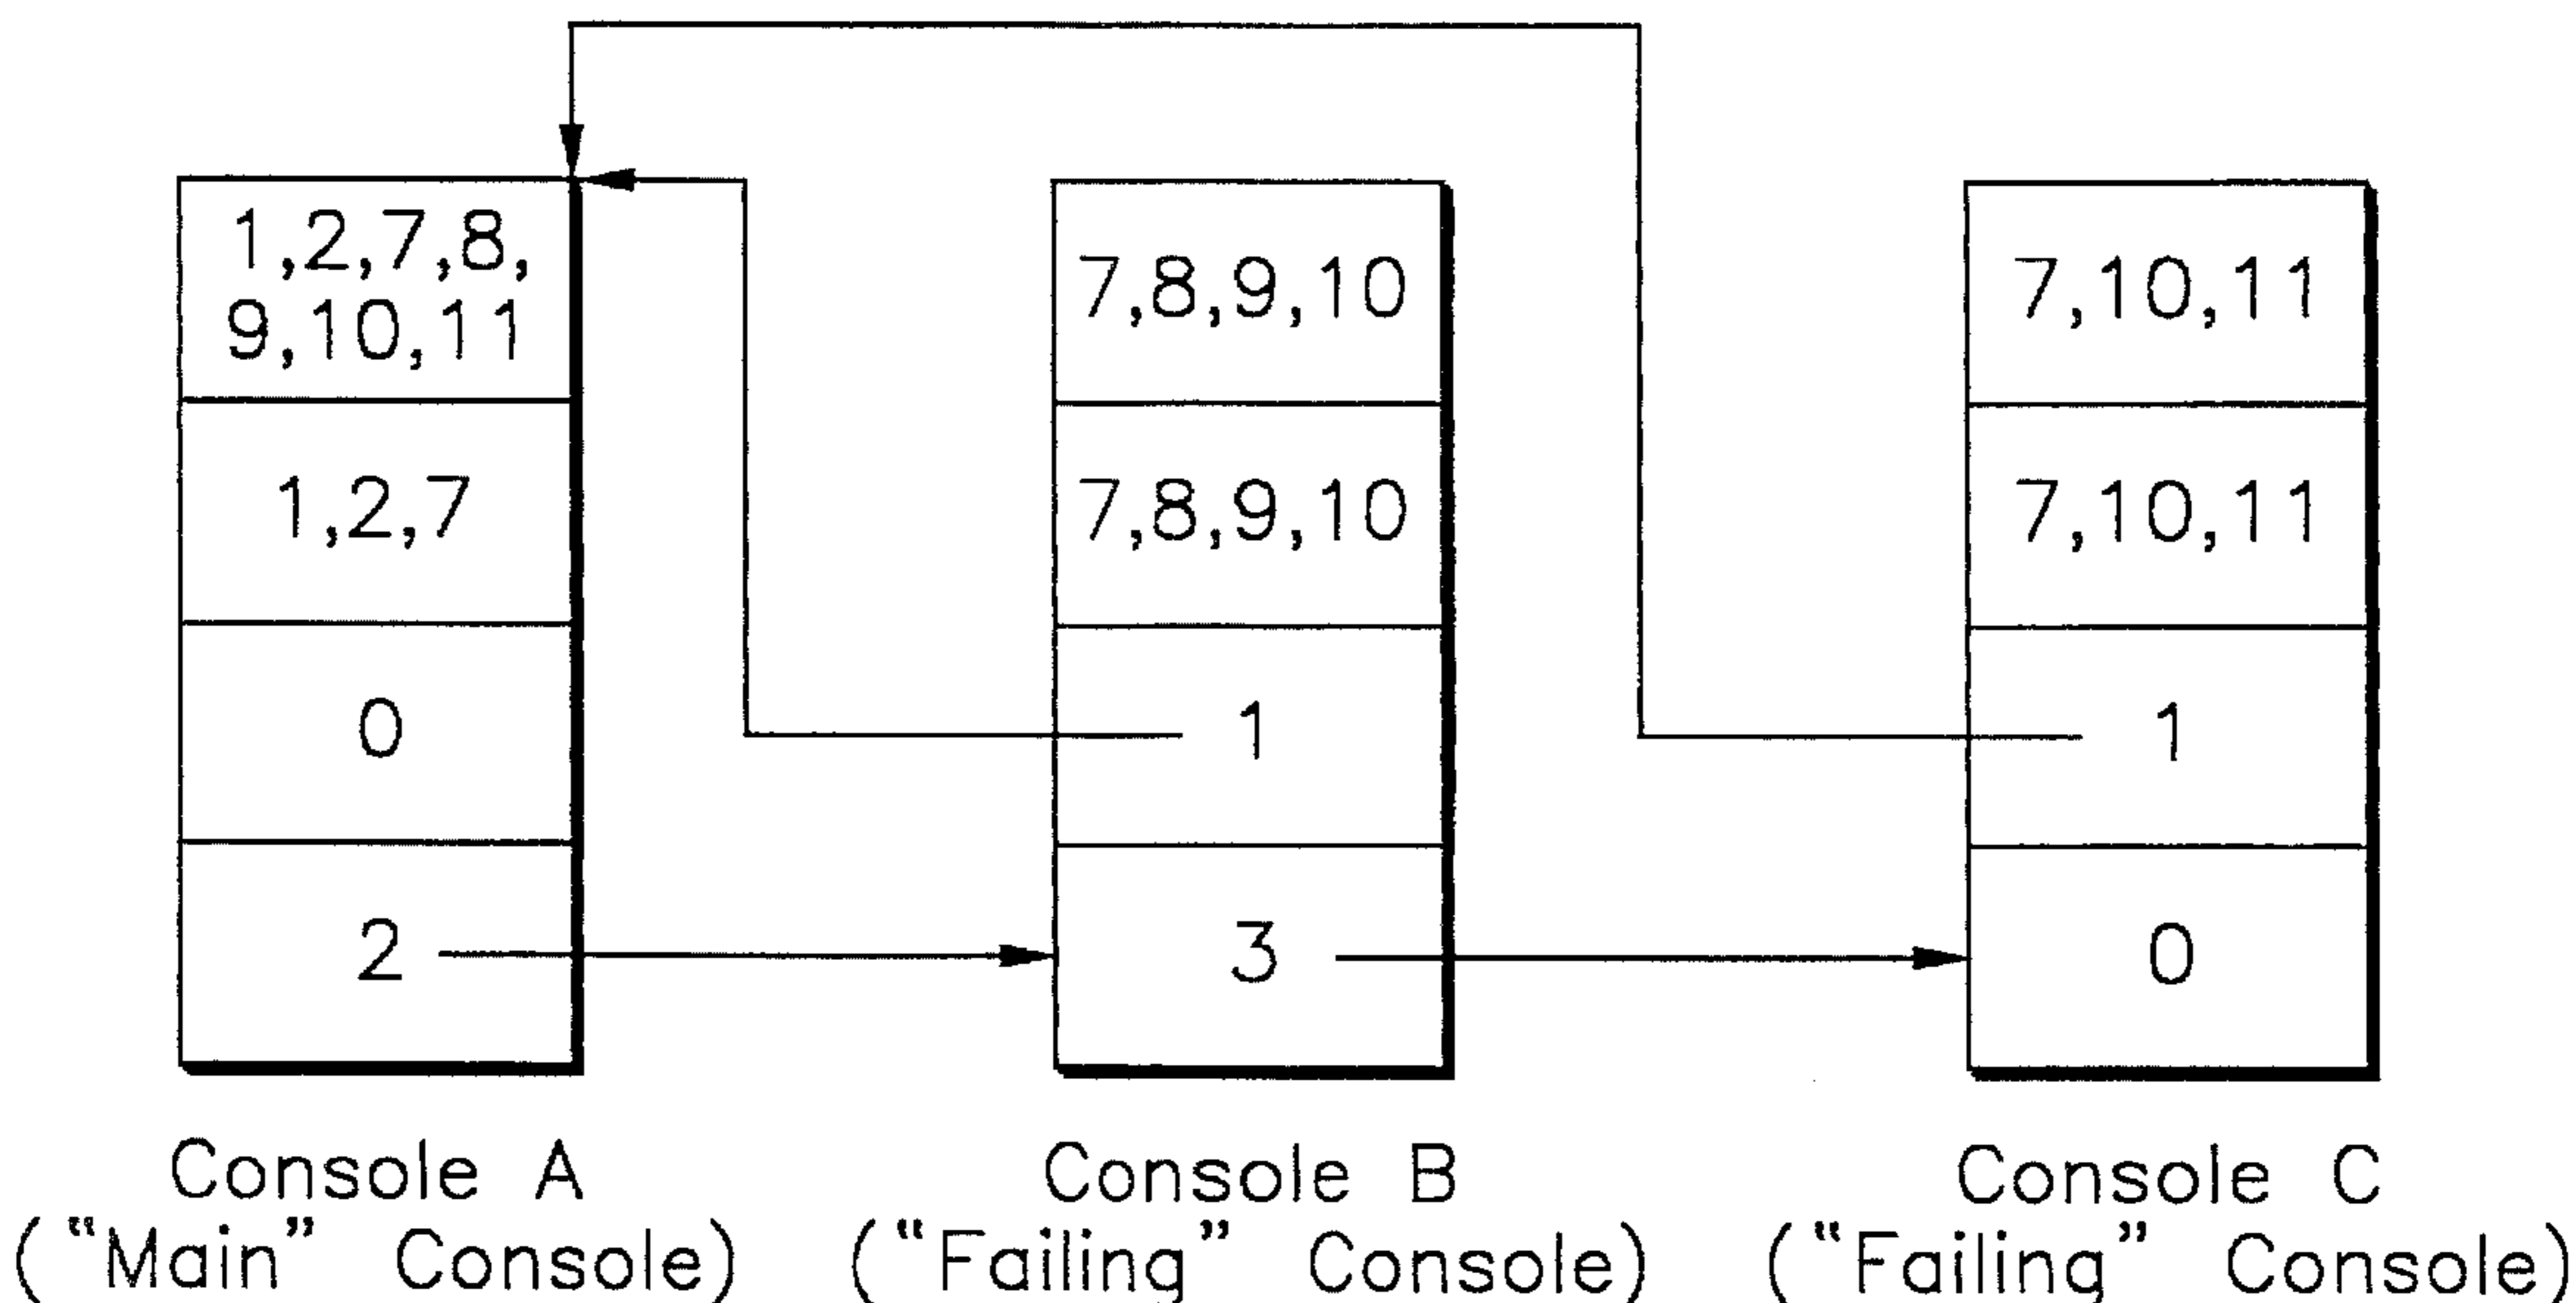 1,2,7,8,
9,10,11
1,2,7
0
2
7,8,9,10
7,8,9,10
1
3
7,10,11
7,10,11
1
0
Console A
("Main" Console)
Console B
("Failing" Console)
Console C
("Failing" Console)